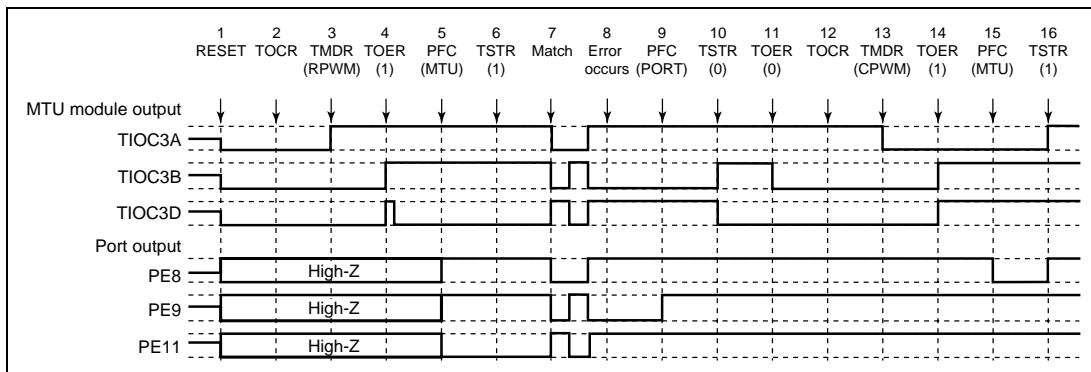 1 2 3 4 5 6 7 8 9 10 11 12 13 14 15 16
RESET TOCR TMDR TOER PFC TSTR Match Error PFC TSTR TOER TOCR TMDR TOER PFC TSTR
(RPWM) (1) (MTU) (1) occurs (PORT) (0) (0) (CPWM) (1) (MTU) (1)
MTU module output
TIOC3A
TIOC3B
TIOC3D
Port output
PE8 High-Z
PE9 High-Z
PE11 High-Z